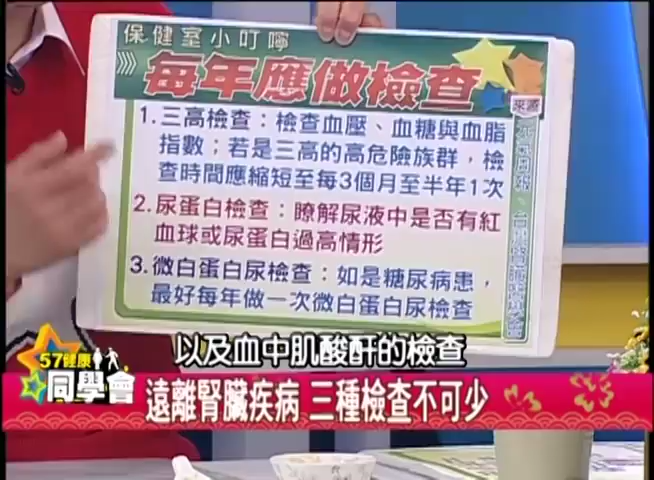 保健室小叮嚀
每年應做檢查
1.三高檢查：檢查血壓、血糖與血脂
指數；若是三高的高危險族群，檢
查時間應縮短至每3個月至半年1次
2.尿蛋白檢查：瞭解尿液中是否有紅
血球或尿蛋白過高情形
3.微白蛋白尿檢查：如是糖尿病患，
最好每年做一次微白蛋白尿檢查
來源
以及血中肌酸酐的檢查
57健康
同學會
遠離腎臟疾病 三種檢查不可少